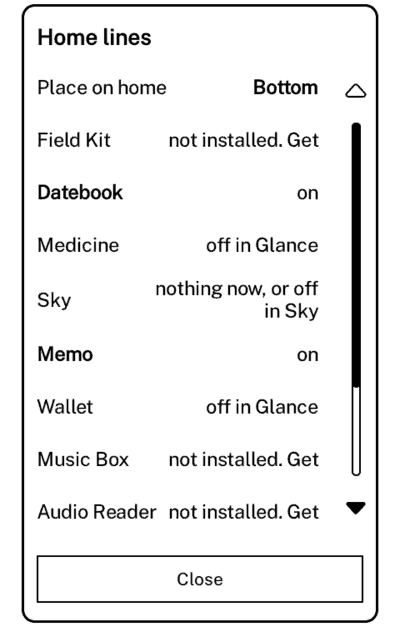 Home lines
Place on home Bottom
Field Kit not installed. Get
Datebook on
Medicine off in Glance
Sky nothing now, or off
in Sky
Memo on
Wallet off in Glance
Music Box not installed. Get
Audio Reader not installed. Get
Close